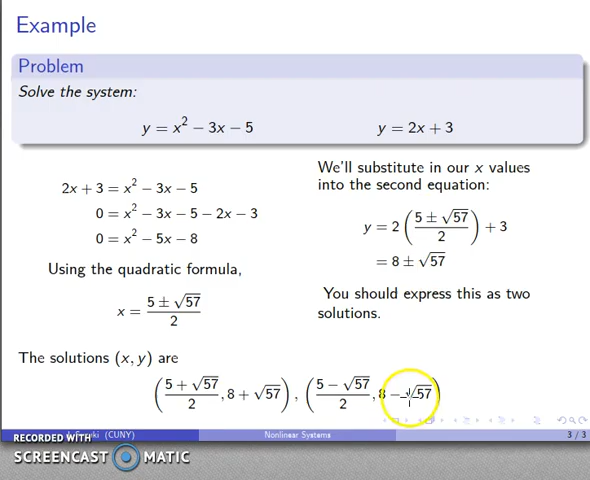 Example
Problem
Solve the system:
y = x² − 3x − 5 y = 2x + 3
2x + 3 = x² − 3x − 5
0 = x² − 3x − 5 − 2x − 3
0 = x² − 5x − 8
Using the quadratic formula,
x = (5 ± √57)/2
We'll substitute in our x values
into the second equation:
y = 2 ((5 ± √57)/2) + 3
= 8 ± √57
You should express this as two
solutions.
The solutions (x, y) are
((5 + √57)/2, 8 + √57), ((5 − √57)/2, 8 − √57)
(CUNY) Nonlinear Systems 3 / 3
RECORDED WITH
SCREENCAST MATIC